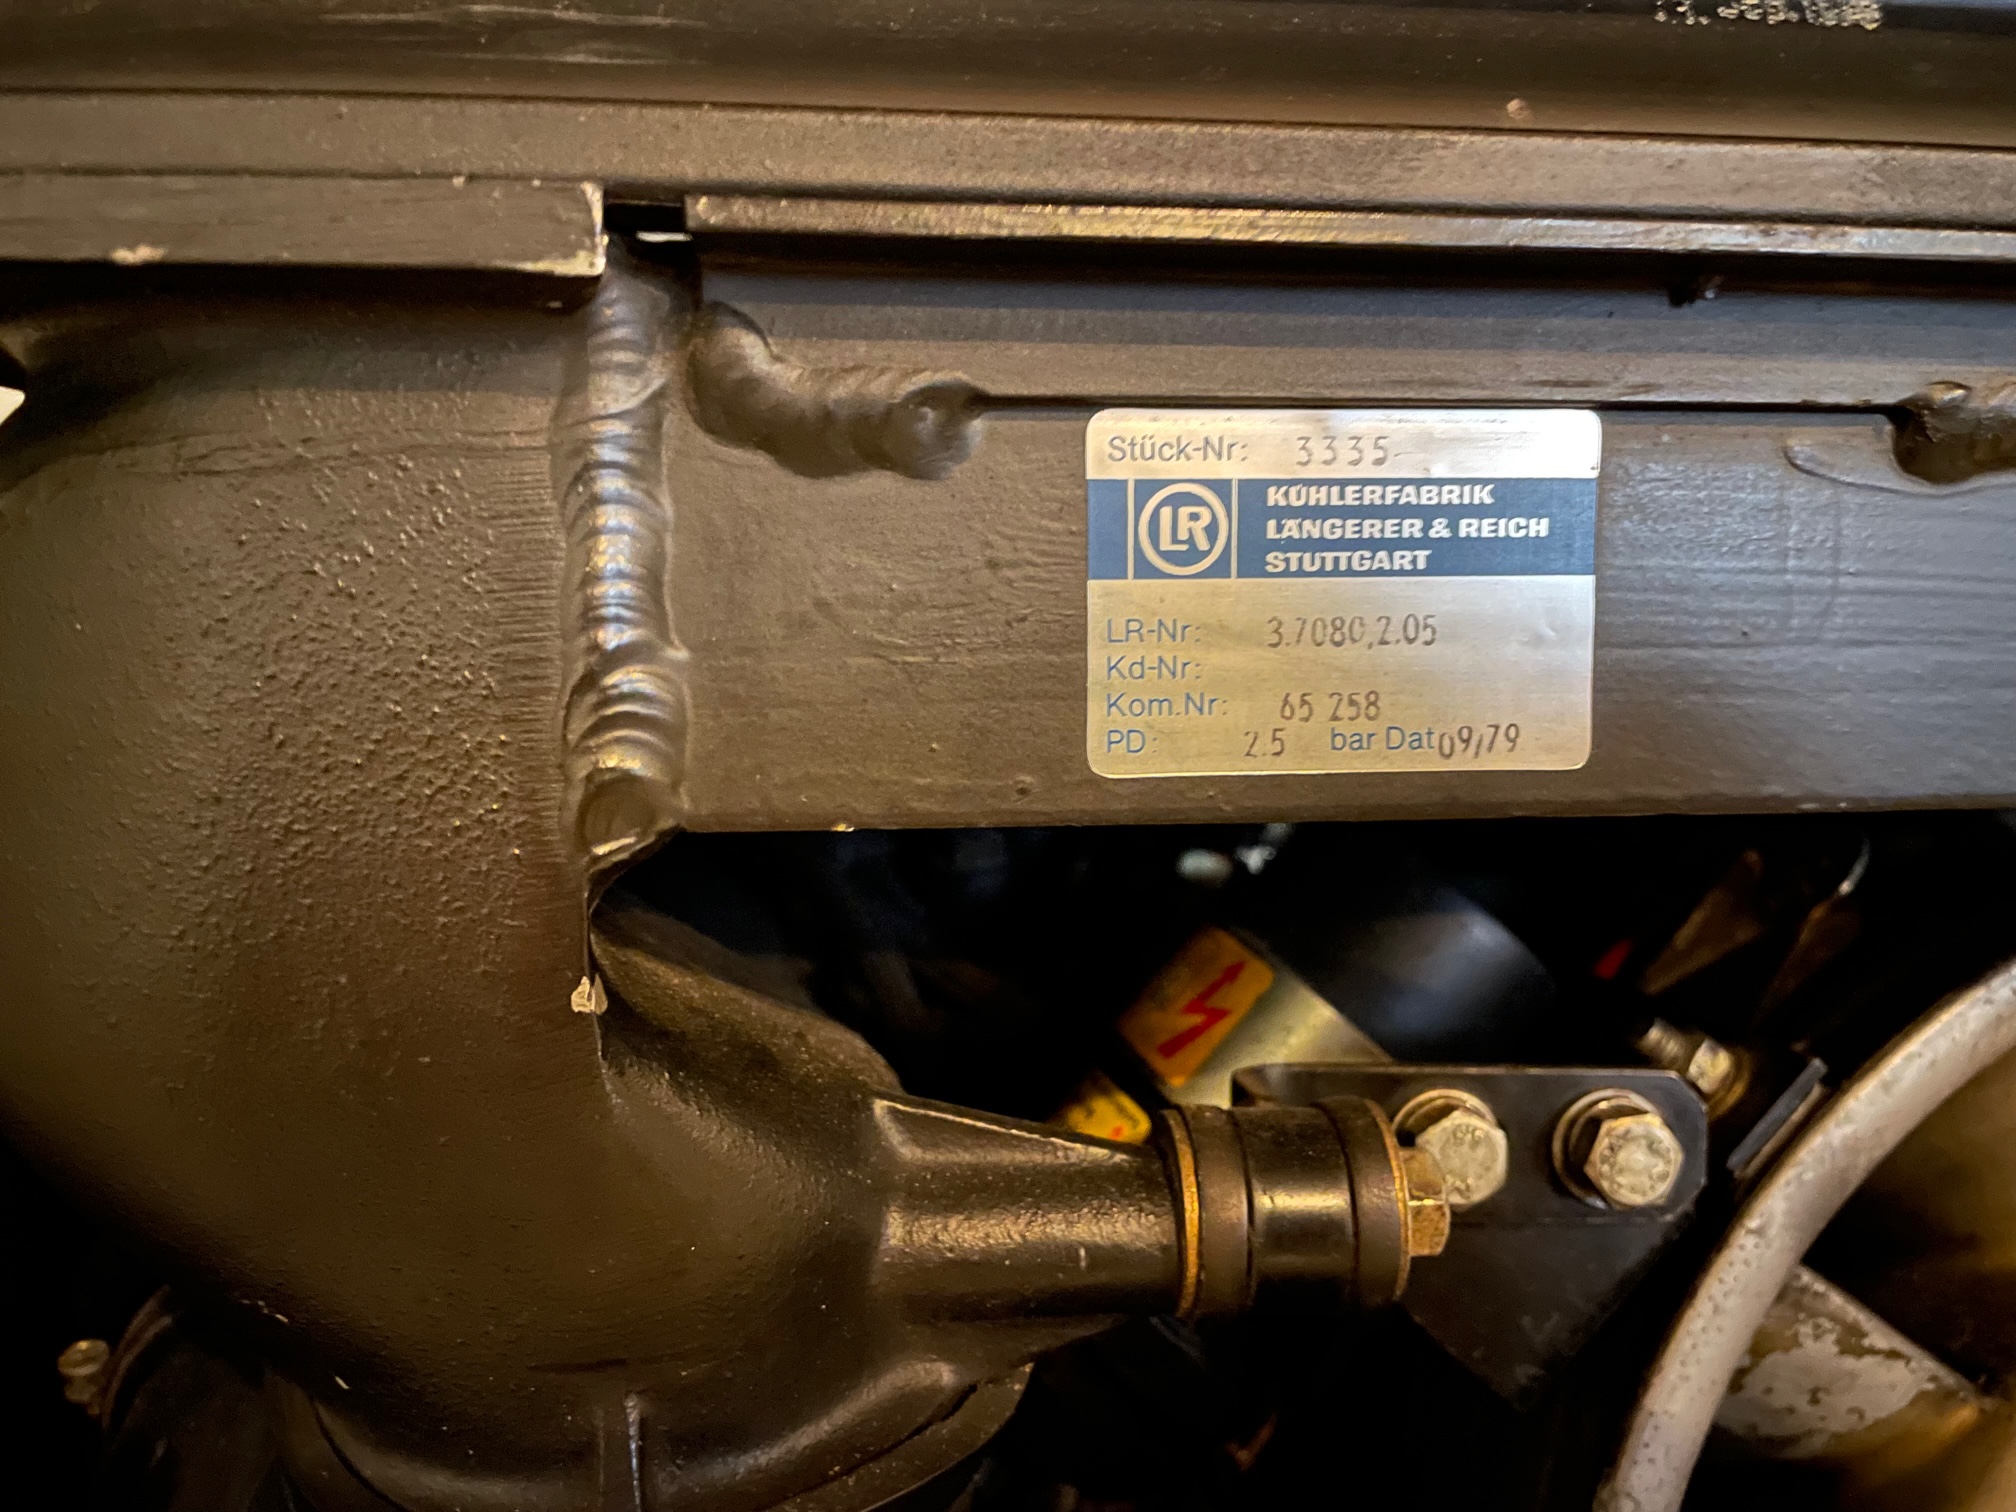 Stück-Nr: 3335
LR
KÜHLERFABRIK
LÄNGERER & REICH
STUTTGART
LR-Nr: 3.7080,2.05
Kd-Nr:
Kom.Nr: 65 258
PD: 2.5 bar Dat 09/79